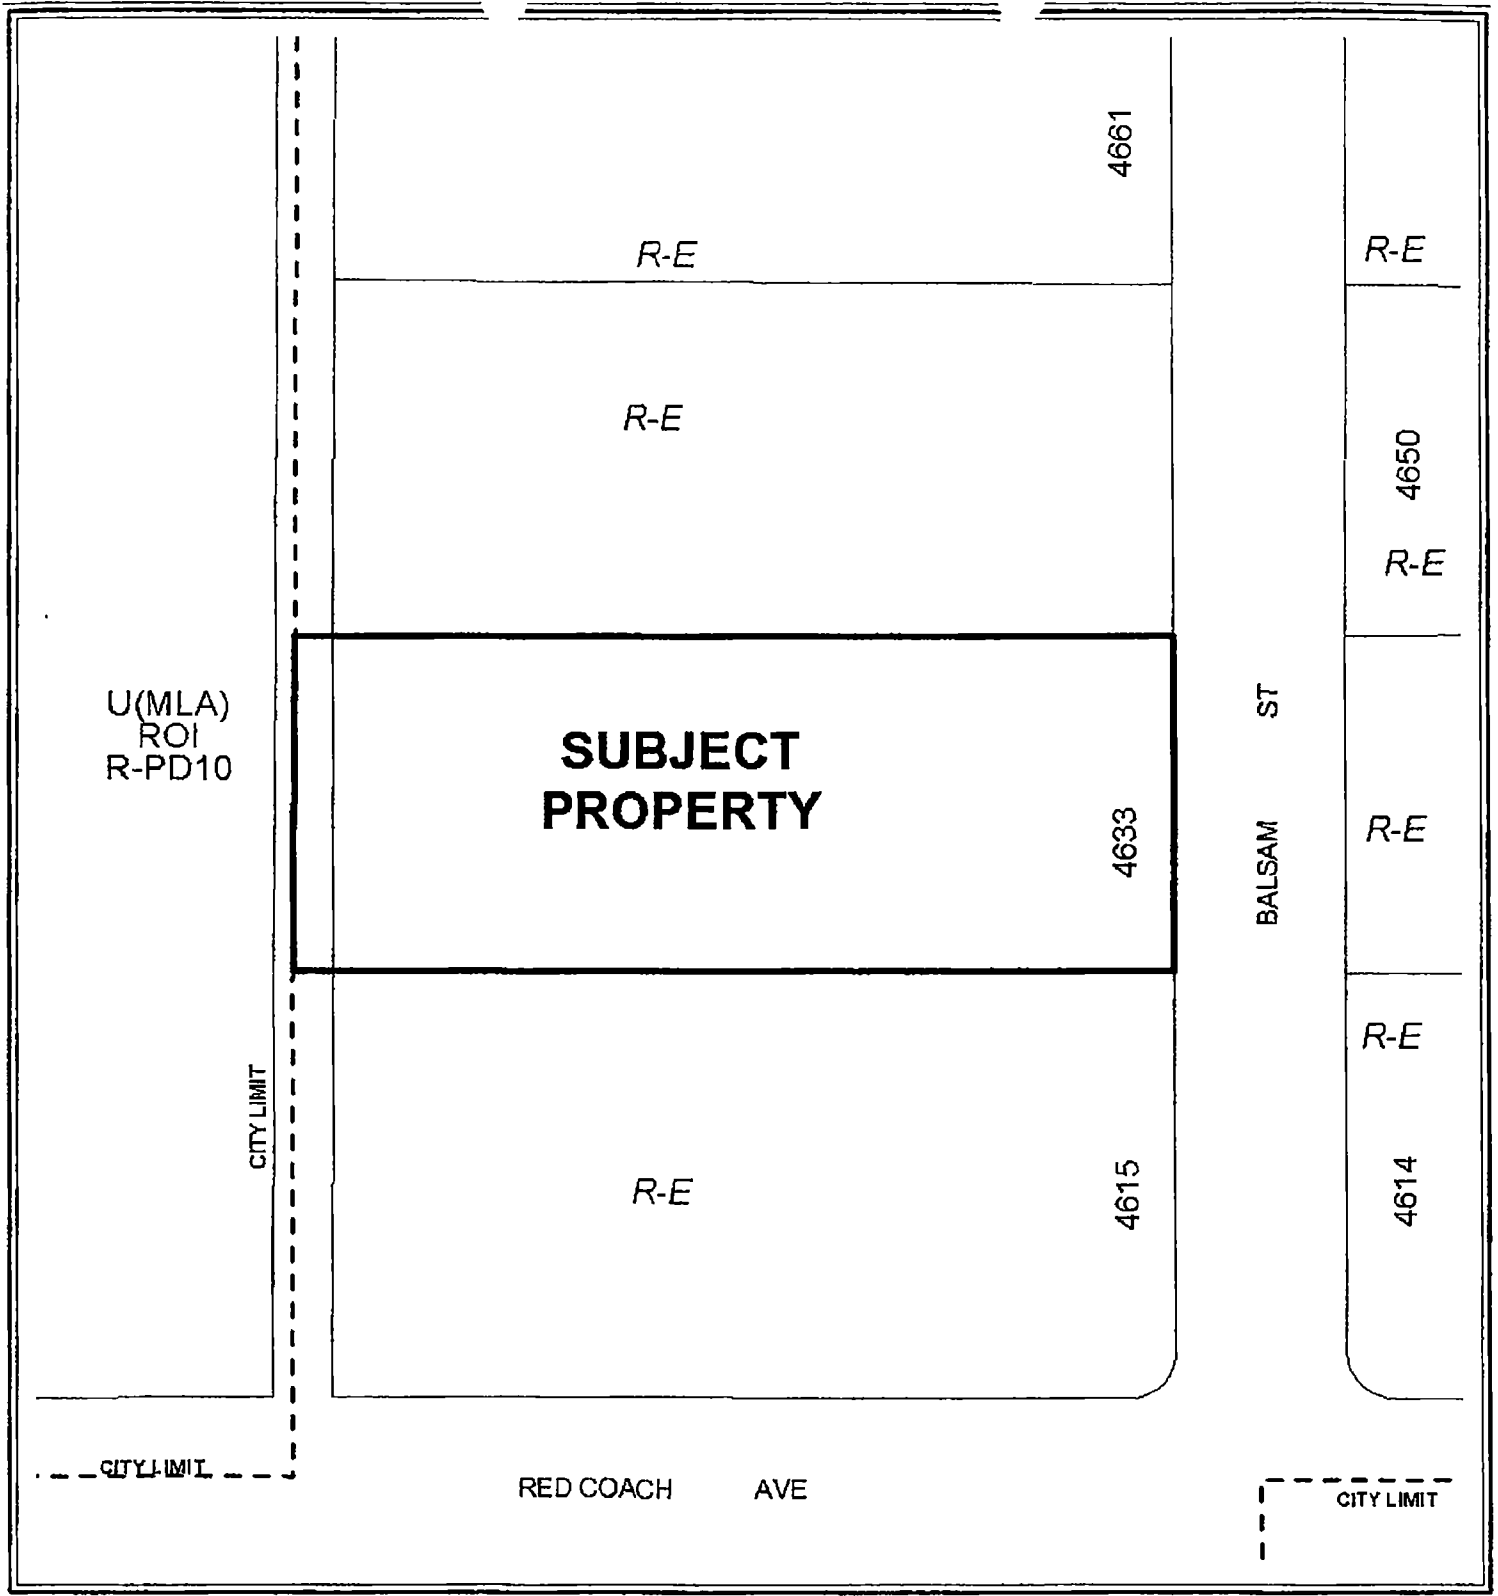 4661
R-E
R-E
R-E
4650
R-E
U(MLA)
ROI
R-PD10
SUBJECT
PROPERTY
4633
ST
BALSAM
R-E
R-E
CITY LIMIT
R-E
4615
4614
CITY LIMIT
RED COACH AVE
CITY LIMIT